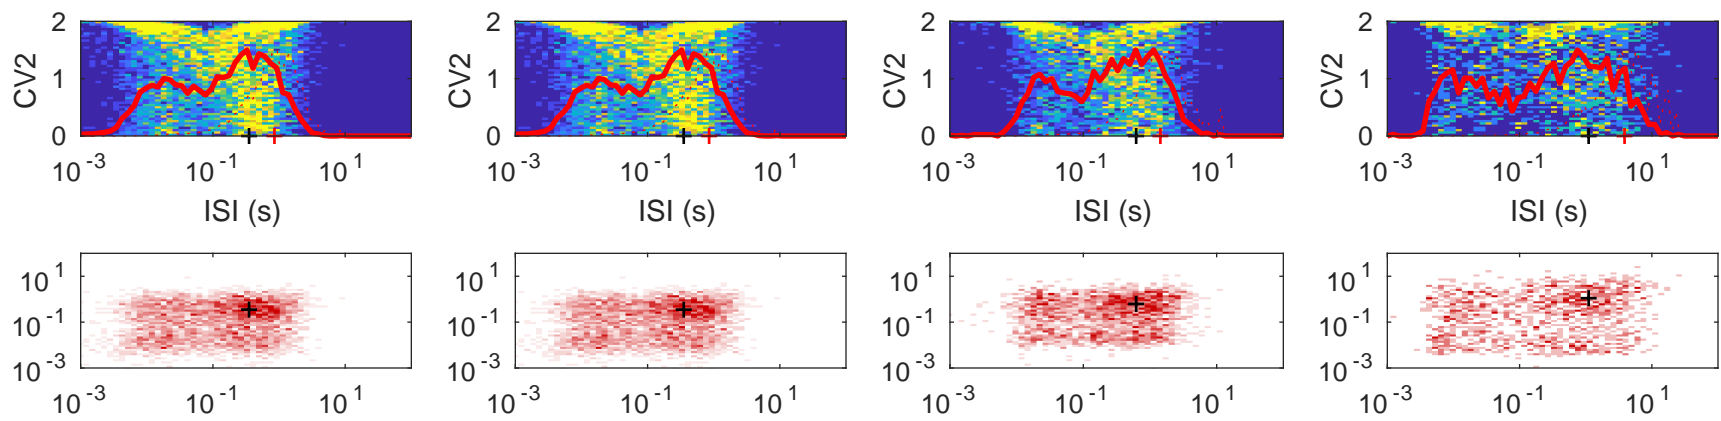 2 2 2 2
CV2 CV2 CV2 CV2
1 1 1 1
0 0 0 0
10^-3 10^-1 10^1 10^-3 10^-1 10^1 10^-3 10^-1 10^1 10^-3 10^-1 10^1
ISI (s) ISI (s) ISI (s) ISI (s)
10^1 10^1 10^1 10^1
10^-1 10^-1 10^-1 10^-1
10^-3 10^-3 10^-3 10^-3
10^-3 10^-1 10^1 10^-3 10^-1 10^1 10^-3 10^-1 10^1 10^-3 10^-1 10^1